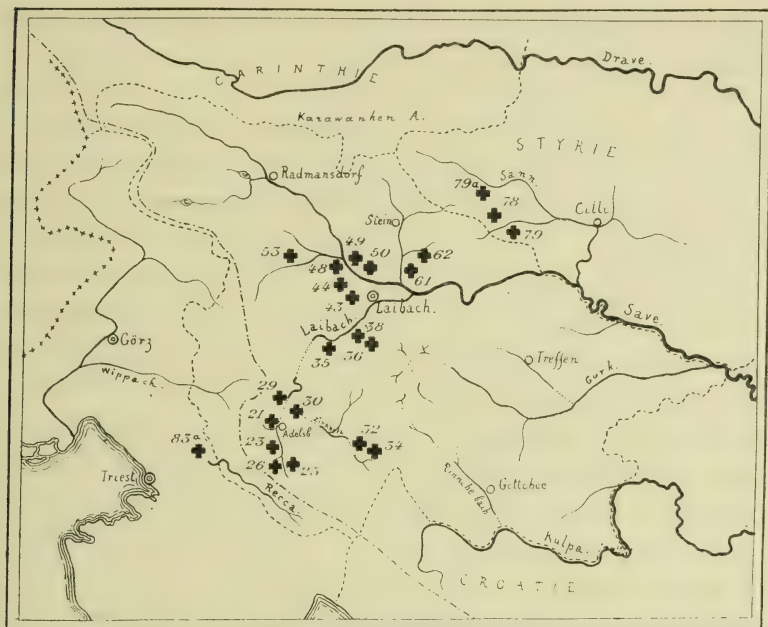 Drave.
CARINTHIE
Karawanken A.
STYRIE
Radmansdorf
Sann.
79a
78
Cilli
Stein
79
53
49
50
62
48
61
44
43
Laibach.
Save
Laibach.
38
Görz
36
35
Treffen
Gurk.
Wippach.
29
30
21
Adelsb
32
83a
23
34
26
25
Triest
Recca
Gottchee
Kulpa.
CROATIE